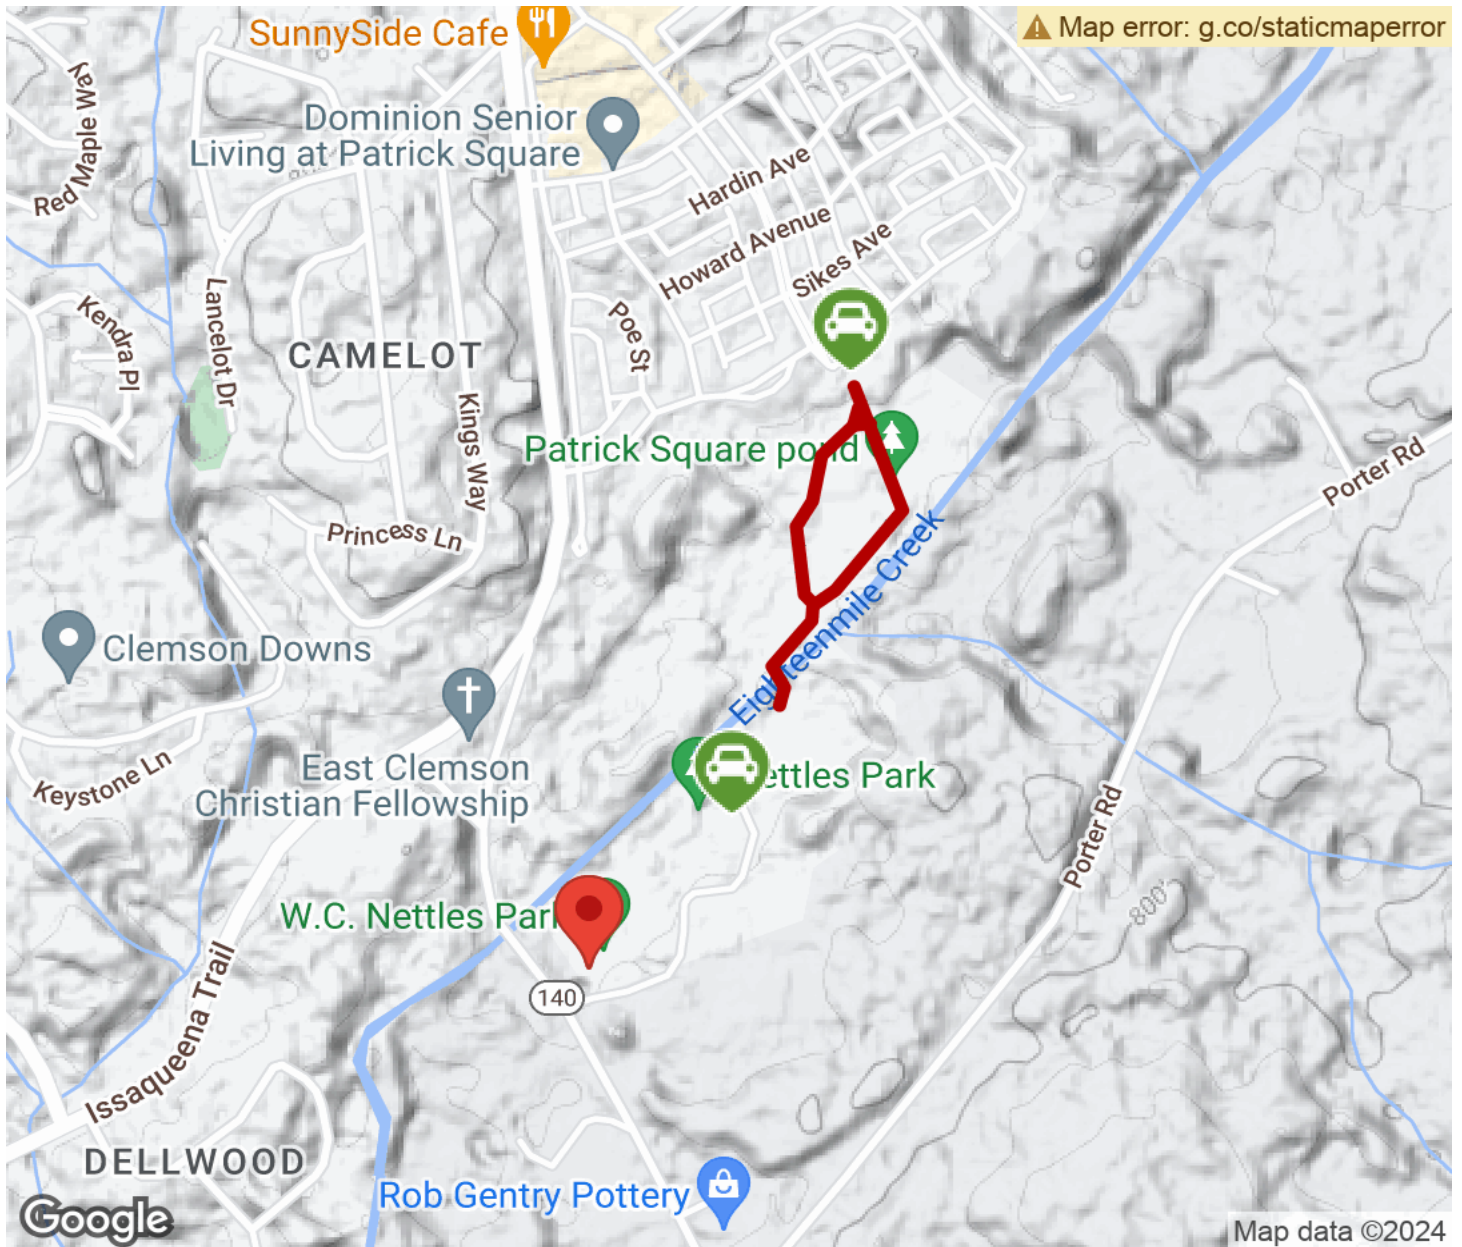 SunnySide Cafe
Map error: g.co/staticmaperror
Dominion Senior
Living at Patrick Square
Red Maple Way
Hardin Ave
Howard Avenue
Sikes Ave
Kendra Pl
Lancelot Dr
CAMELOT
Poe St
Kings Way
Patrick Square pond
Porter Rd
Princess Ln
Eighteenmile Creek
Clemson Downs
Keystone Ln
East Clemson
Christian Fellowship
Nettles Park
Porter Rd
800'
W.C. Nettles Park
140
Issaqueena Trail
DELLWOOD
Rob Gentry Pottery
Google
Map data ©2024